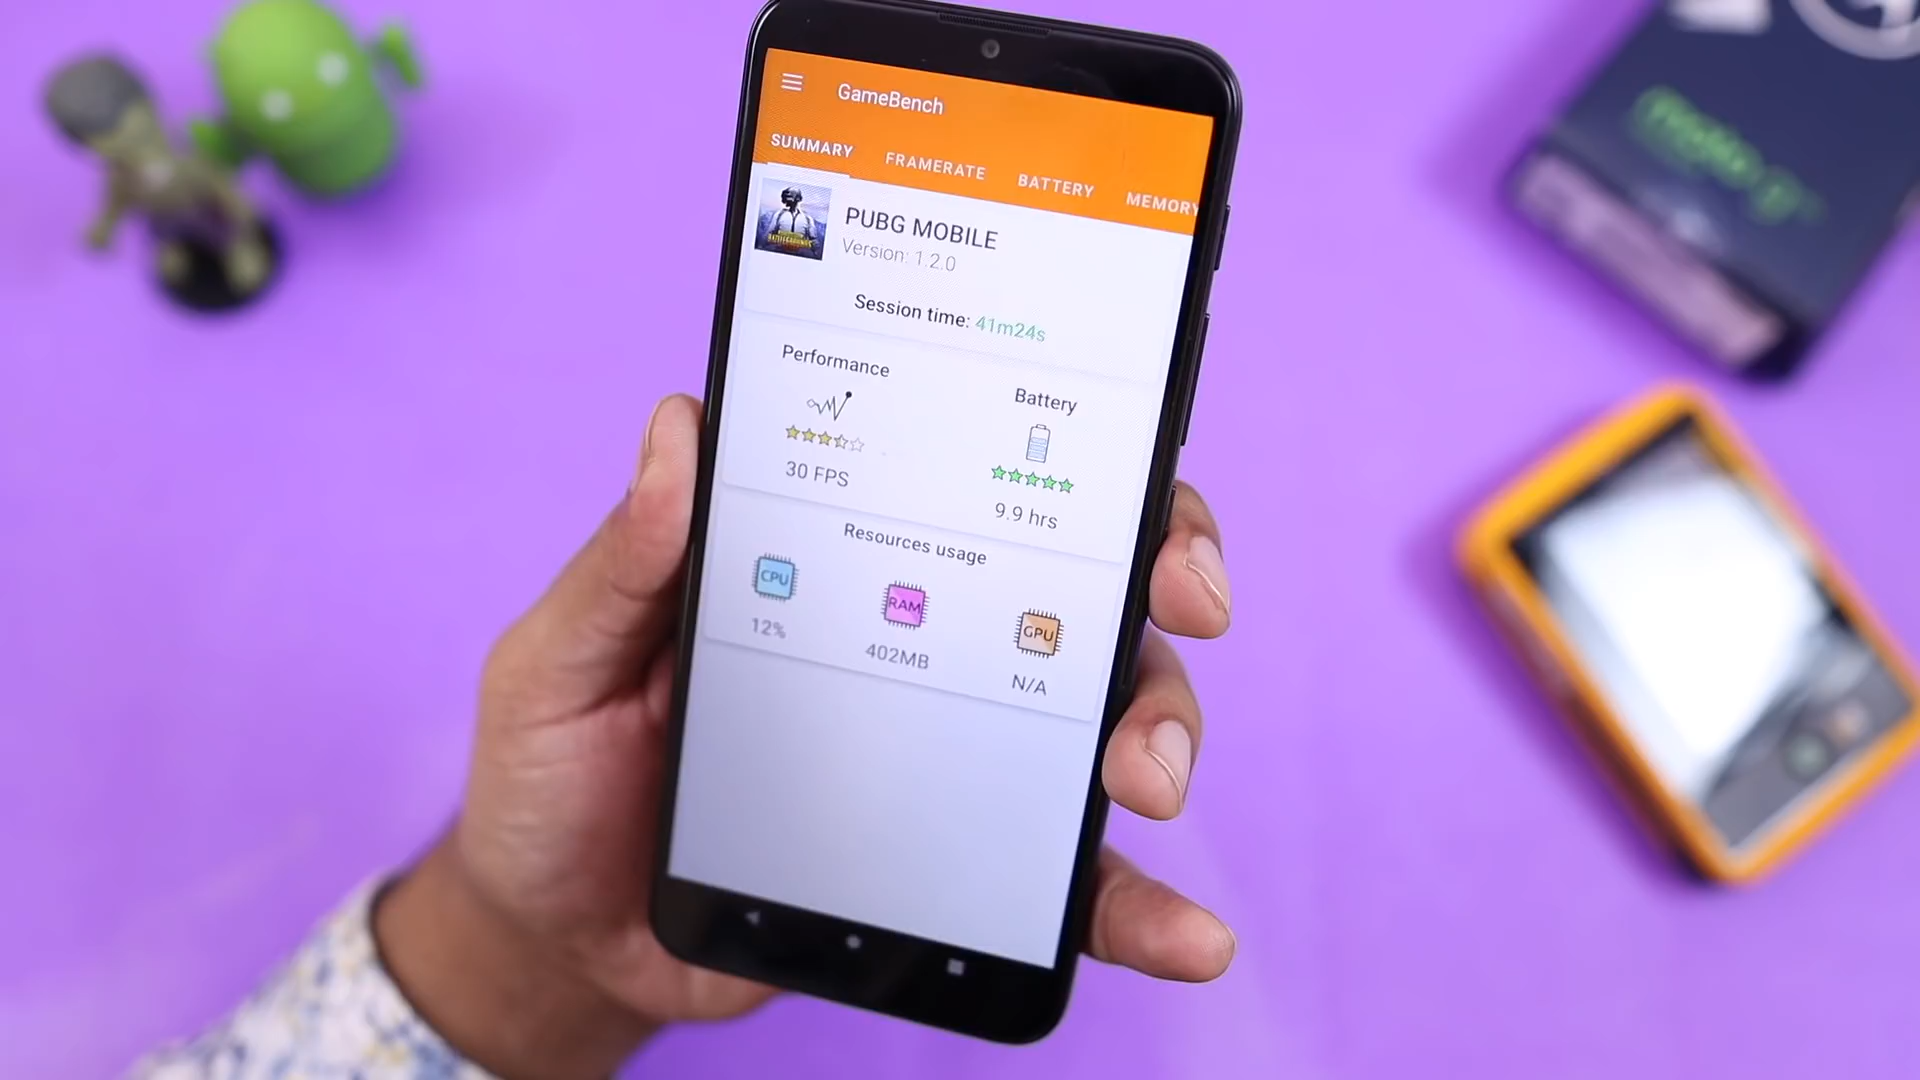 GameBench
SUMMARY FRAMERATE BATTERY MEMORY
PUBG MOBILE
Version: 1.2.0
Session time: 41m24s
Performance
Battery
30 FPS
9.9 hrs
Resources usage
CPU
RAM
GPU
12%
402MB
N/A